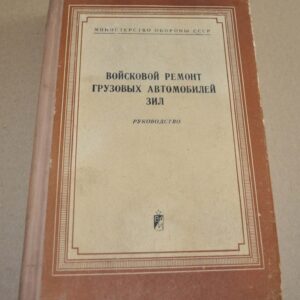 МИНИСТЕРСТВО ОБОРОНЫ СССР
ВОЙСКОВОЙ РЕМОНТ
ГРУЗОВЫХ АВТОМОБИЛЕЙ
ЗИЛ
РУКОВОДСТВО